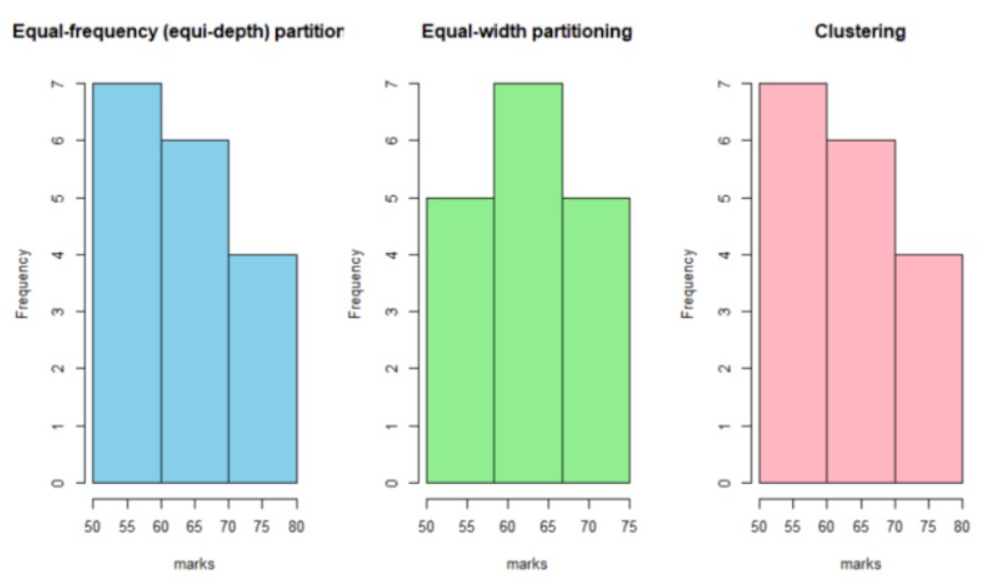 Equal-frequency (equi-depth) partition
Frequency
7
6
5
4
3
2
1
0
50 55 60 65 70 75 80
marks
Equal-width partitioning
Frequency
7
6
5
4
3
2
1
0
50 55 60 65 70 75
marks
Clustering
Frequency
7
6
5
4
3
2
1
0
50 55 60 65 70 75 80
marks